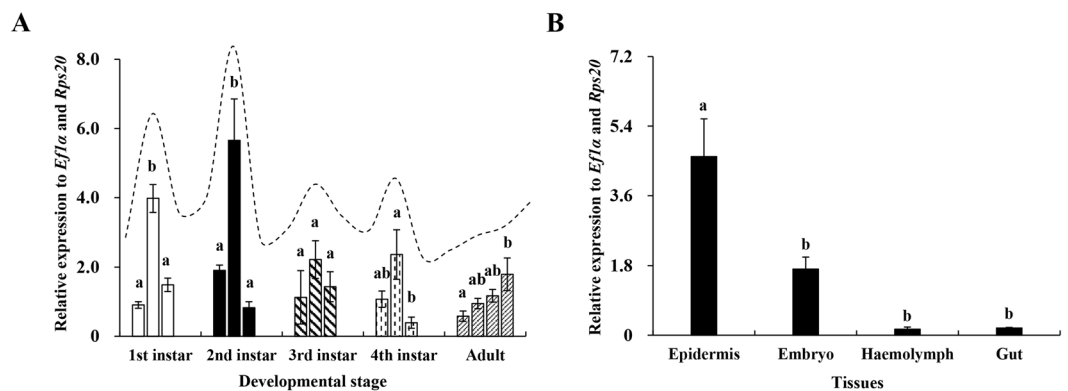 A
Relative expression to Ef1α and Rps20
8.0
6.0
4.0
2.0
0
a b a
a b a
a a a
ab a b
a ab ab b
1st instar 2nd instar 3rd instar 4th instar Adult
Developmental stage
B
Relative expression to Ef1α and Rps20
7.2
5.4
3.6
1.8
0
a b b b
Epidermis Embryo Haemolymph Gut
Tissues